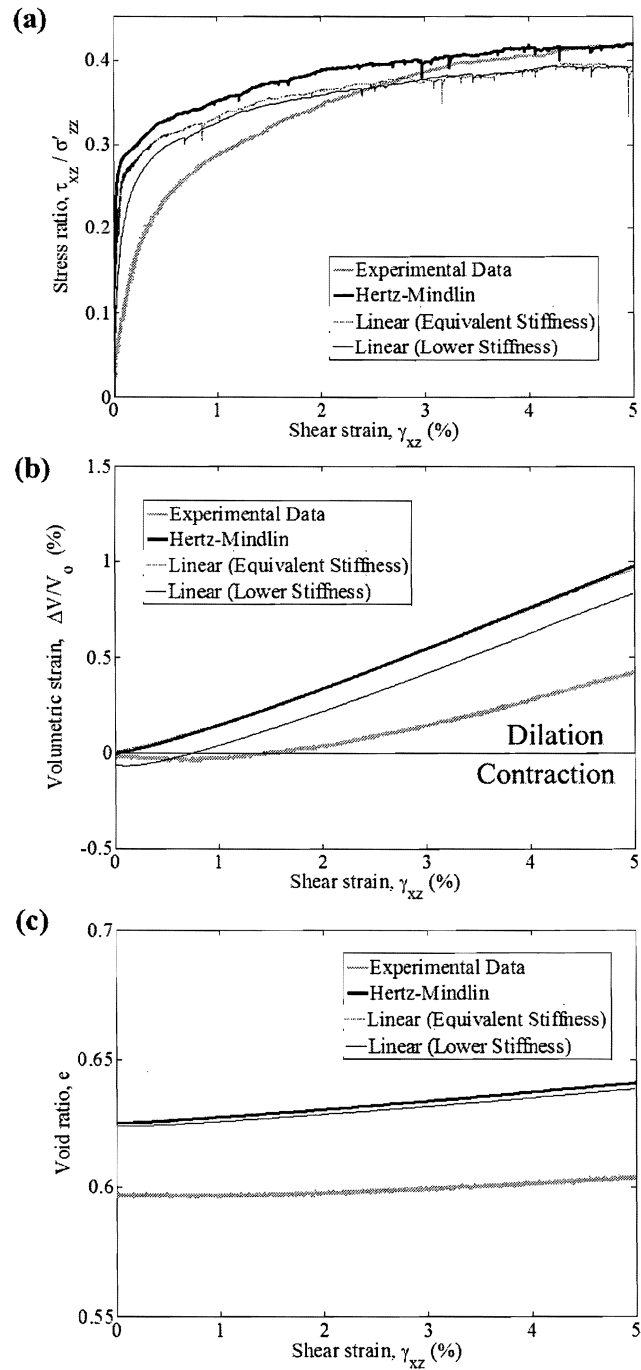 (a)
0.4
0.3
0.2
0.1
0
Stress ratio, τxz / σ'zz
Experimental Data
Hertz-Mindlin
Linear (Equivalent Stiffness)
Linear (Lower Stiffness)
0 1 2 3 4 5
Shear strain, γxz (%)
(b)
1.5
1
0.5
0
-0.5
Volumetric strain, ΔV/Vo (%)
Experimental Data
Hertz-Mindlin
Linear (Equivalent Stiffness)
Linear (Lower Stiffness)
Dilation
Contraction
0 1 2 3 4 5
Shear strain, γxz (%)
(c)
0.7
0.65
0.6
0.55
Void ratio, e
Experimental Data
Hertz-Mindlin
Linear (Equivalent Stiffness)
Linear (Lower Stiffness)
0 1 2 3 4 5
Shear strain, γxz (%)